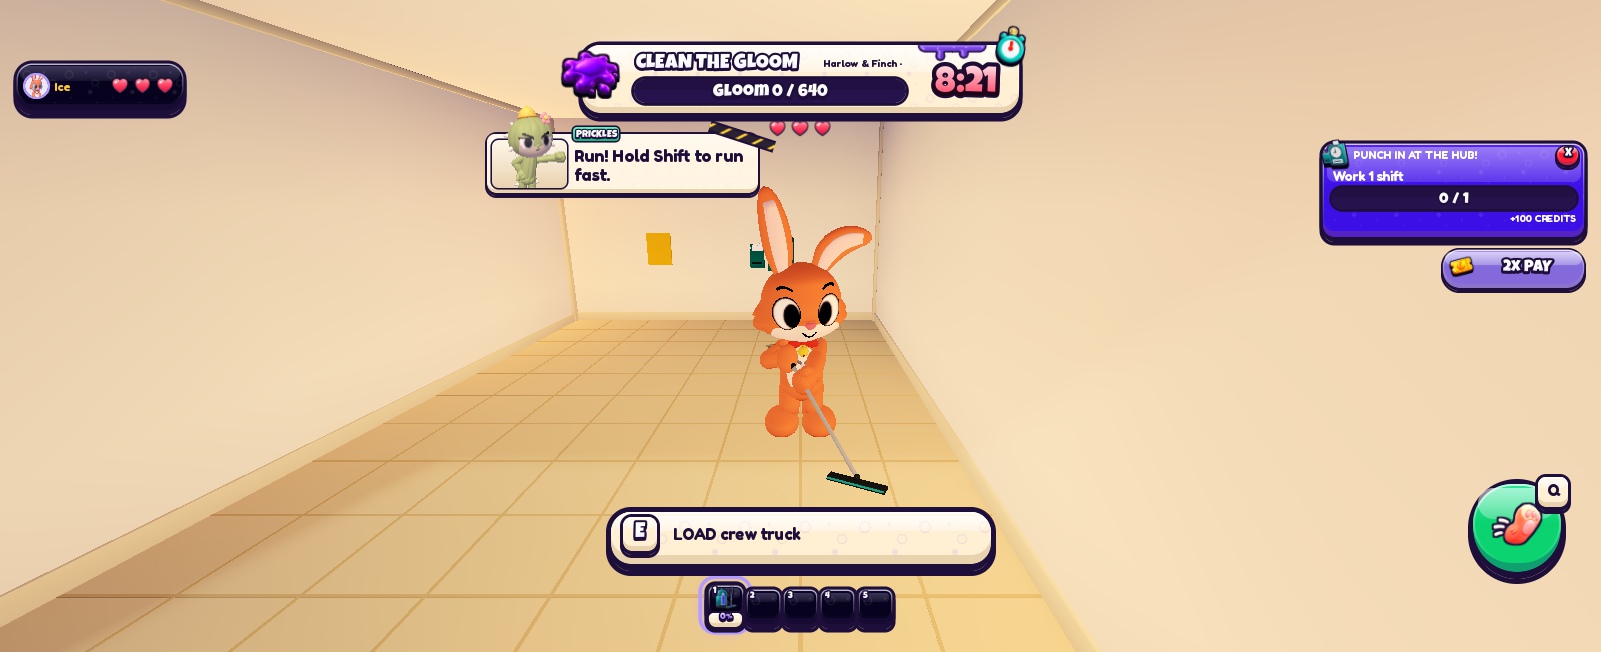 CLEAN THE GLOOM
Harlow & Finch ·
8:21
Gloom 0 / 640
Ice
PRICKLES
Run! Hold Shift to run
fast.
PUNCH IN AT THE HUB!
X
Work 1 shift
0 / 1
+100 CREDITS
2X PAY
Q
E
LOAD crew truck
1
2
3
4
5
0%